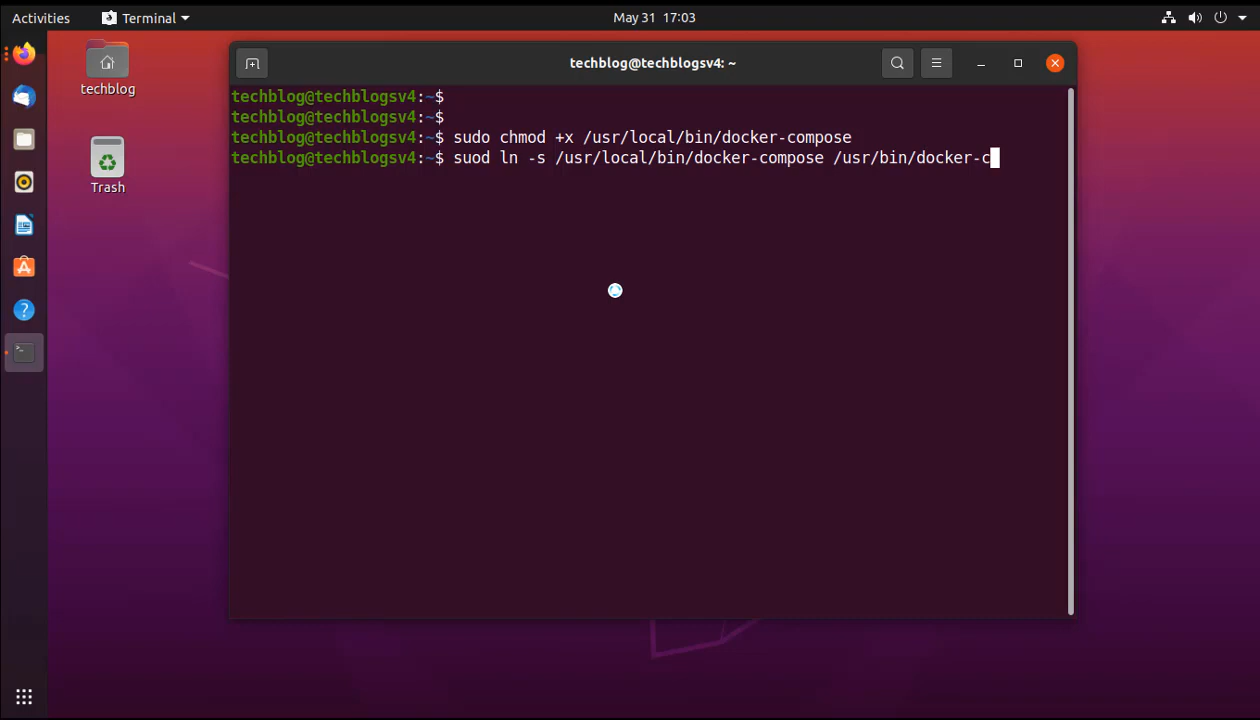 Activities
Terminal
May 31 17:03
techblog
Trash
techblog@techblogsv4: ~
techblog@techblogsv4:~$
techblog@techblogsv4:~$
techblog@techblogsv4:~$ sudo chmod +x /usr/local/bin/docker-compose
techblog@techblogsv4:~$ suod ln -s /usr/local/bin/docker-compose /usr/bin/docker-c